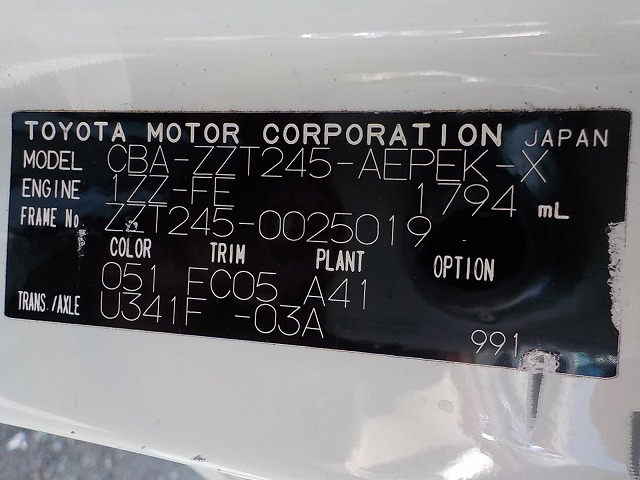 TOYOTA MOTOR CORPORATION JAPAN
MODEL CBA-ZZT245-AEPEK-X
ENGINE 1ZZ-FE 1794 mL
FRAME No. ZZT245-0025019
COLOR TRIM PLANT OPTION
051 FC05 A41
TRANS./AXLE U341F -03A
991